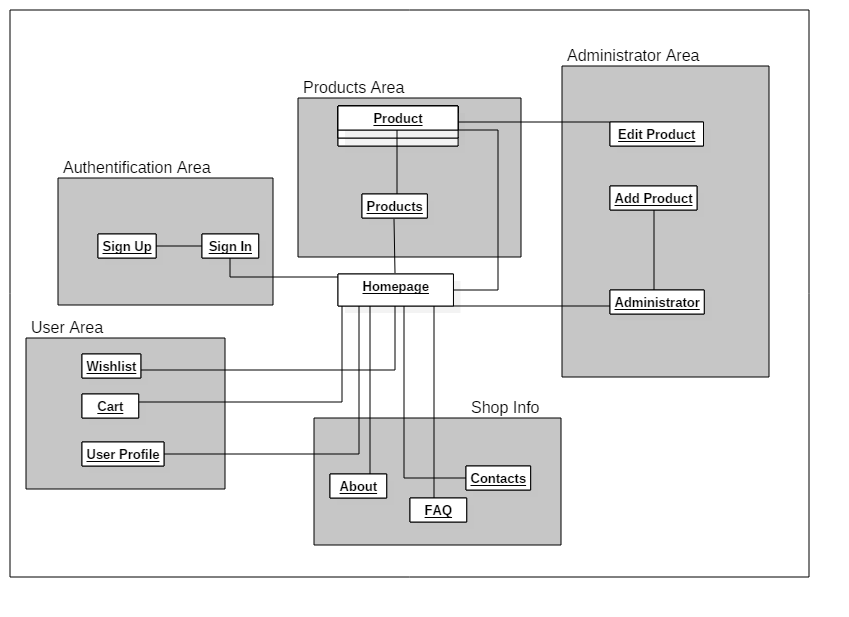 Administrator Area
Products Area
Product
Edit Product
Authentification Area
Add Product
Products
Sign Up
Sign In
Homepage
Administrator
User Area
Wishlist
Cart
Shop Info
User Profile
Contacts
About
FAQ